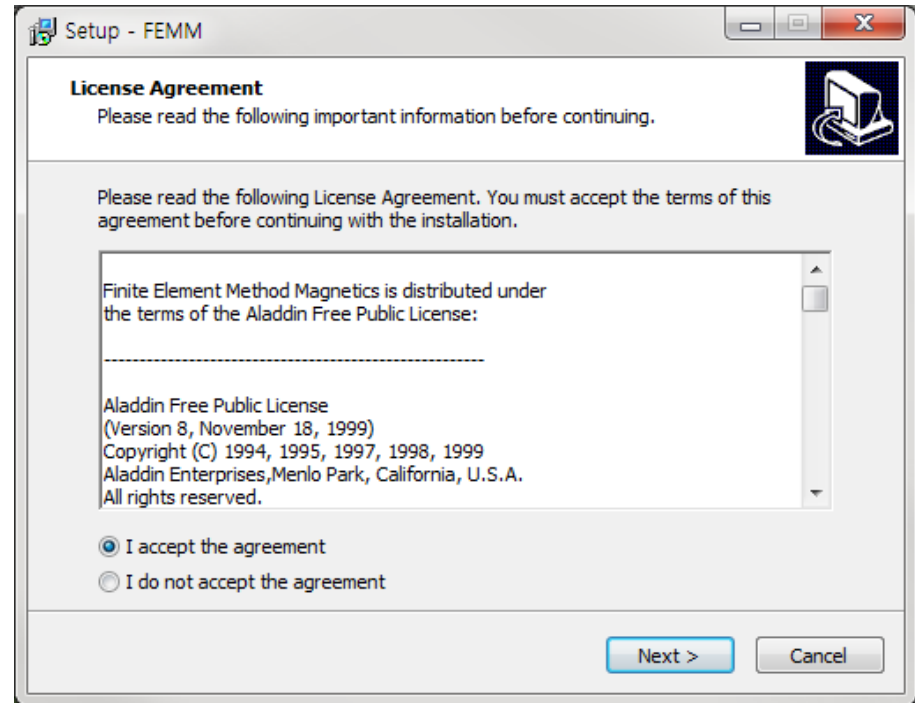 Setup - FEMM
License Agreement
Please read the following important information before continuing.
Please read the following License Agreement. You must accept the terms of this
agreement before continuing with the installation.
Finite Element Method Magnetics is distributed under
the terms of the Aladdin Free Public License:
------------------------------------------------------
Aladdin Free Public License
(Version 8, November 18, 1999)
Copyright (C) 1994, 1995, 1997, 1998, 1999
Aladdin Enterprises,Menlo Park, California, U.S.A.
All rights reserved.
I accept the agreement
I do not accept the agreement
Next >
Cancel